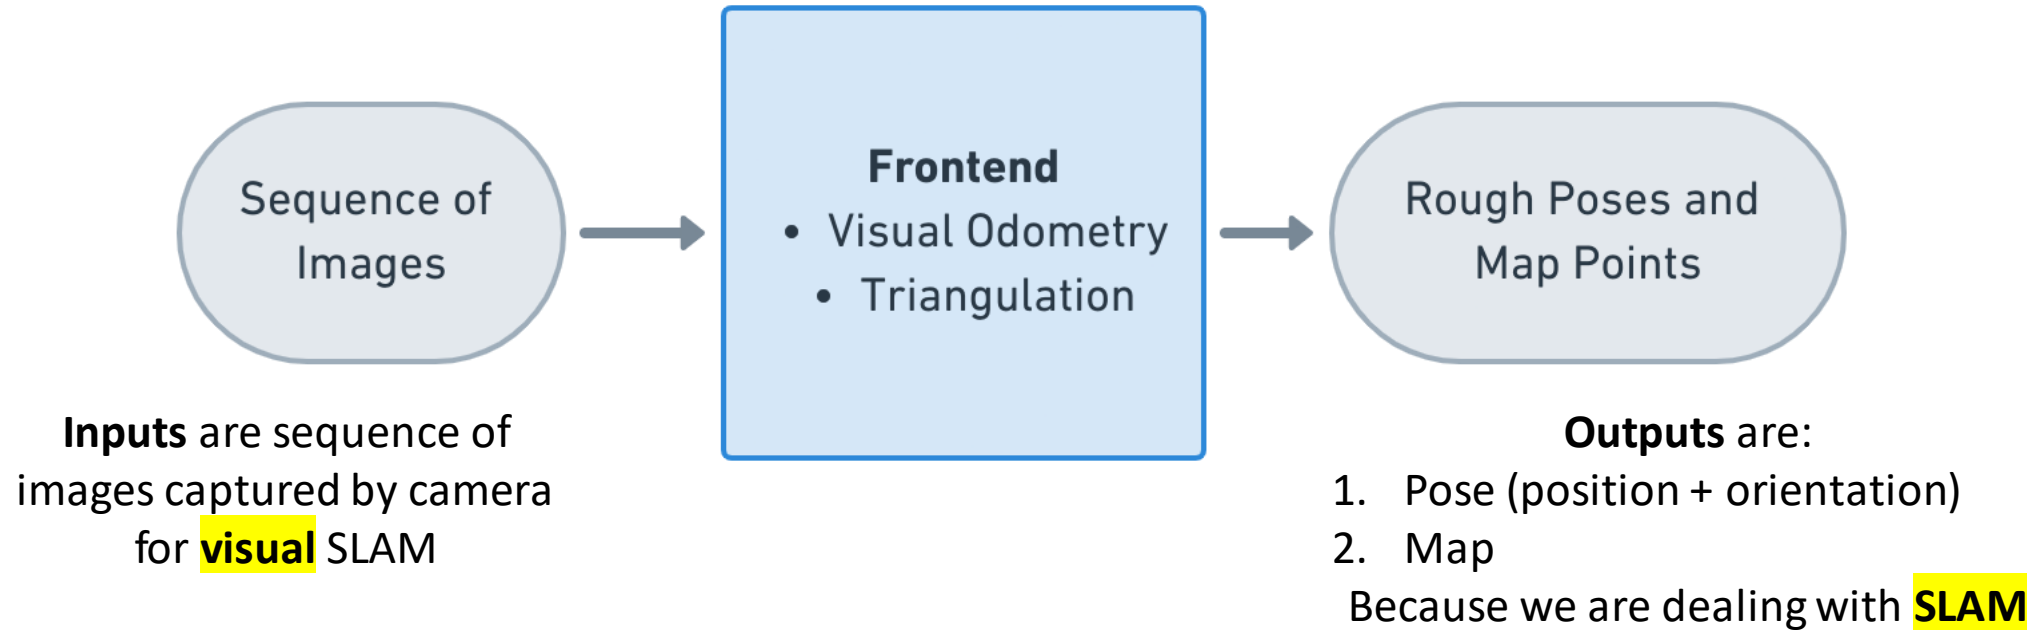 Sequence of
Images
Frontend
• Visual Odometry
• Triangulation
Rough Poses and
Map Points
Inputs are sequence of
images captured by camera
for visual SLAM
Outputs are:
1. Pose (position + orientation)
2. Map
Because we are dealing with SLAM